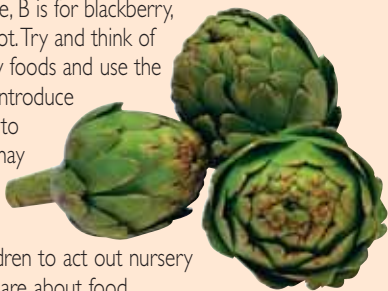 e, B is for blackberry,
ot. Try and think of
y foods and use the
ntroduce
to
nay
dren to act out nursery
are about food